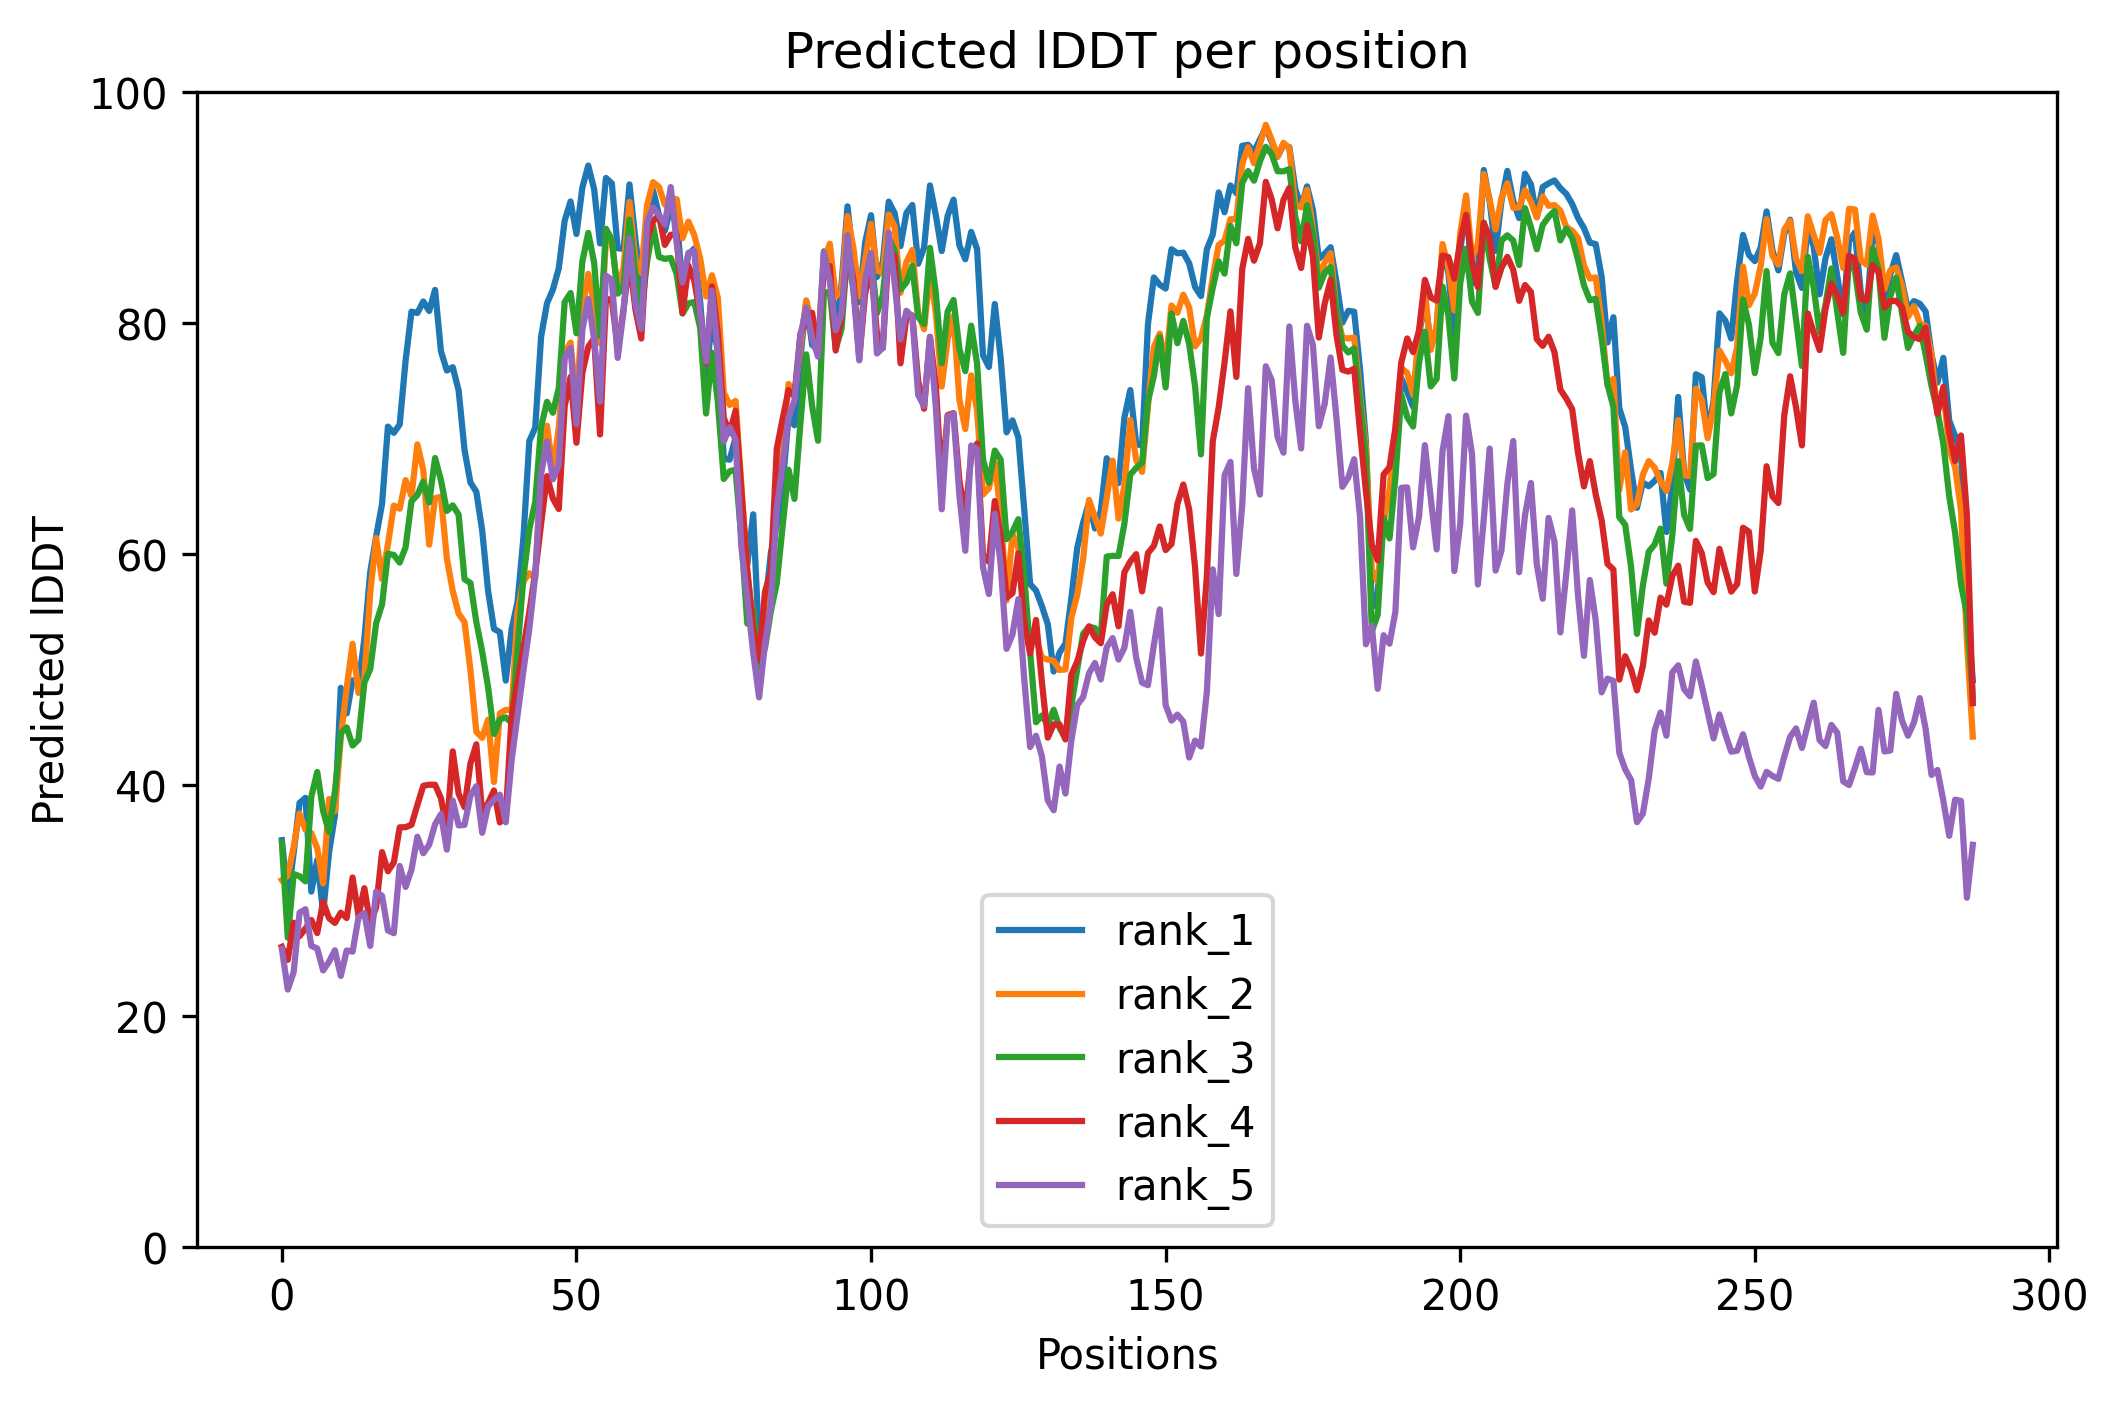 Predicted lDDT per position
Predicted lDDT
100
80
60
40
20
0
rank_1
rank_2
rank_3
rank_4
rank_5
0 50 100 150 200 250 300
Positions